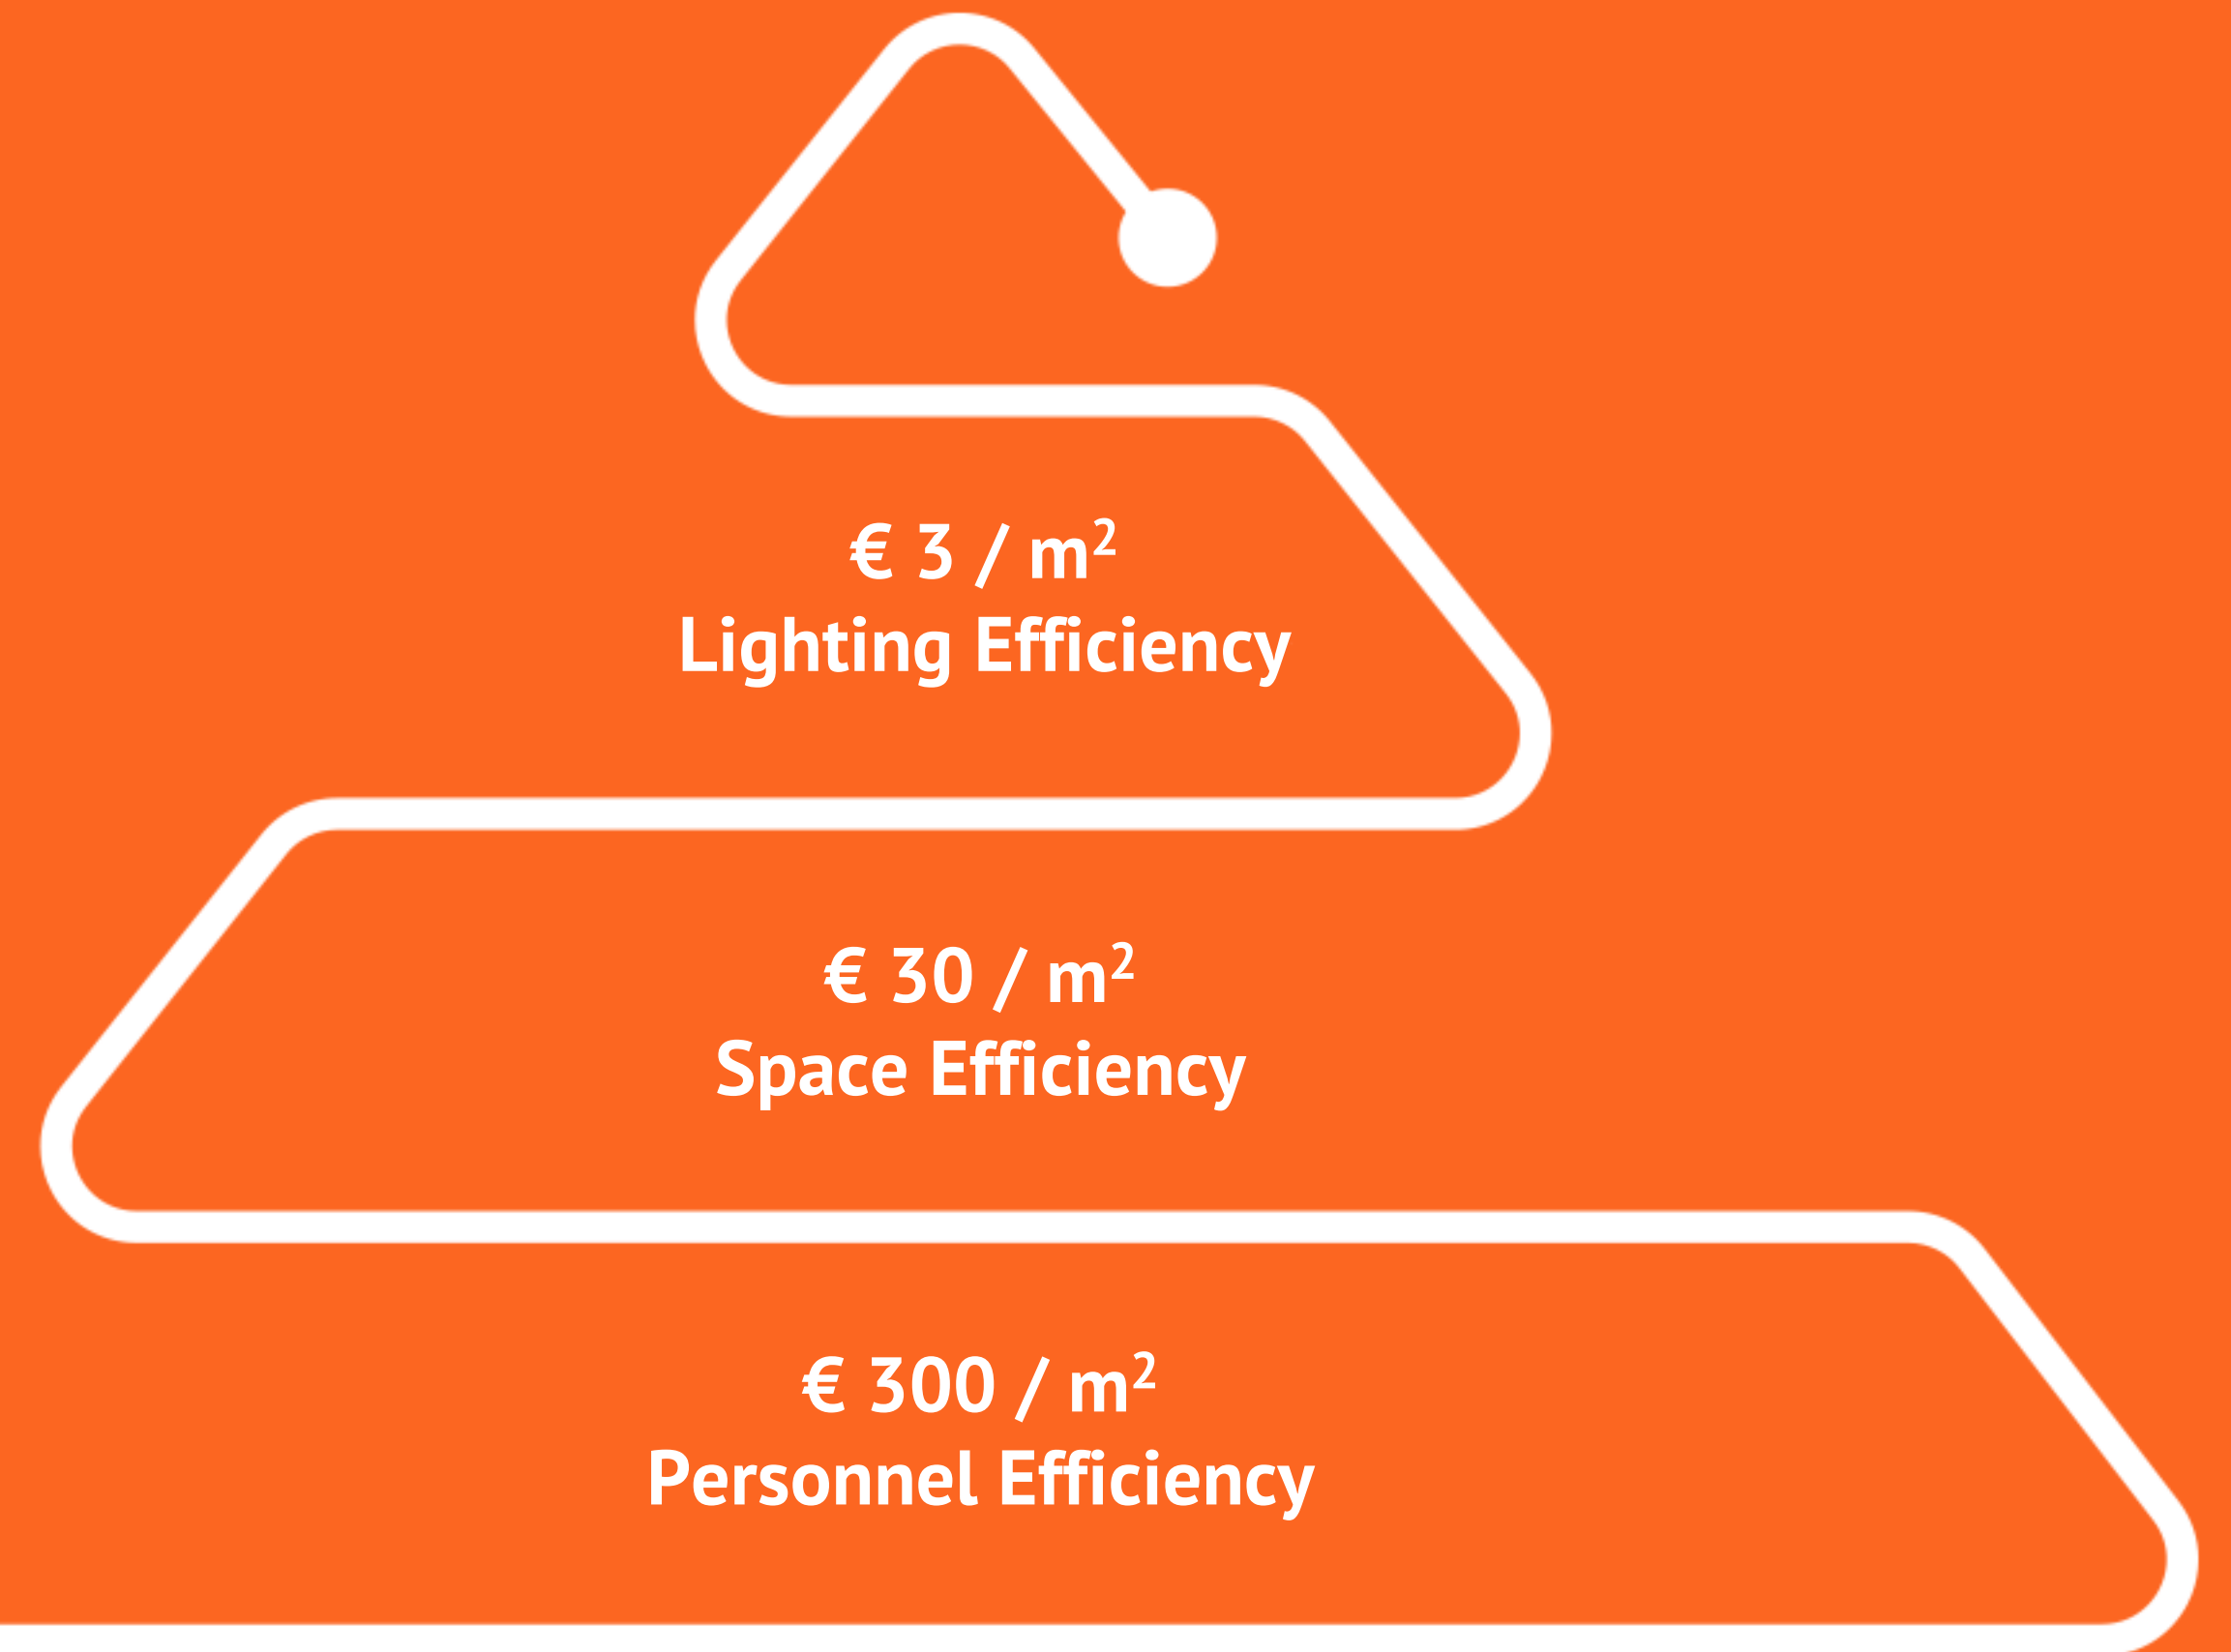 € 3 / m²
Lighting Efficiency
€ 30 / m²
Space Efficiency
€ 300 / m²
Personnel Efficiency